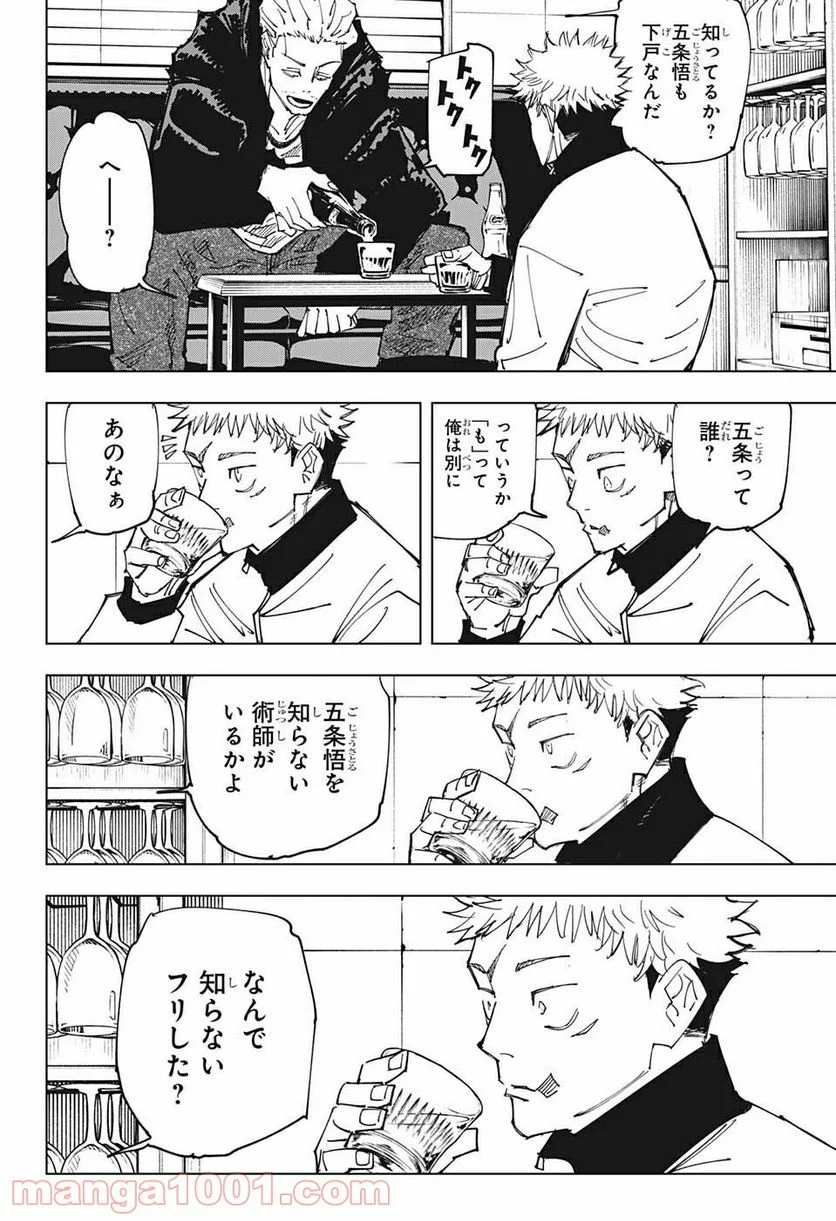 知ってるか?
五条悟も
下戸なんだ
トク
トク
トク
トク
へ――?
五条って
誰?
っていうか
「も」って
俺は別に
あのなぁ
五条悟を
知らない
術師が
いるかよ
なんで
知らない
フリした?
manga1001.com